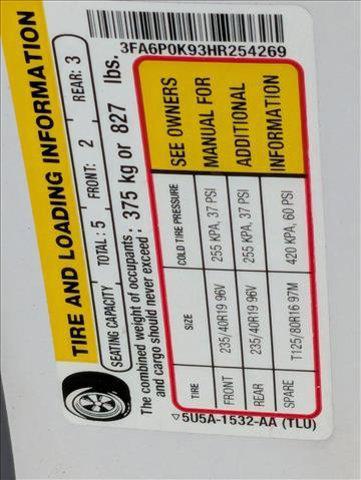 3FA6P0K93HR254269
TIRE AND LOADING INFORMATION
SEATING CAPACITY TOTAL: 5 FRONT: 2 REAR: 3
The combined weight of occupants : 375 kg or 827 lbs.
and cargo should never exceed :
TIRE SIZE COLD TIRE PRESSURE SEE OWNERS
FRONT 235/40R19 96V 255 KPA, 37 PSI MANUAL FOR
REAR 235/40R19 96V 255 KPA, 37 PSI ADDITIONAL
SPARE T125/80R16 97M 420 KPA, 60 PSI INFORMATION
▽5U5A-1532-AA (TLU)